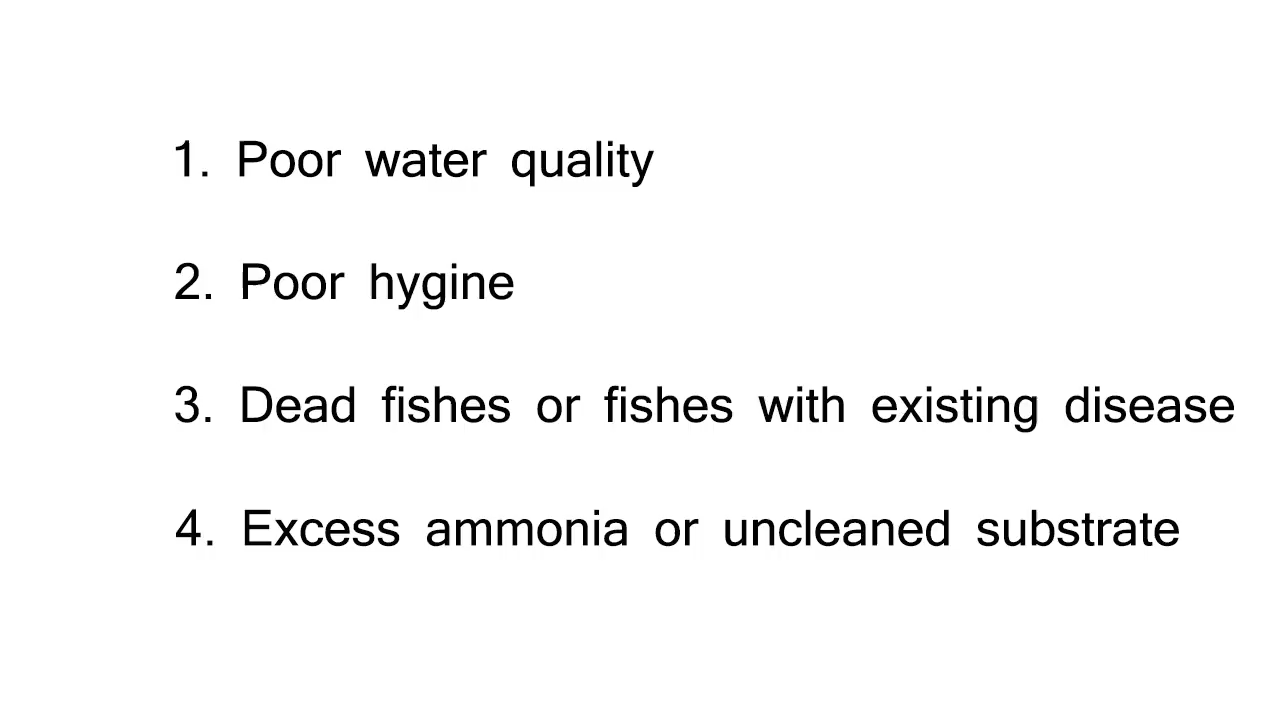 1. Poor water quality
2. Poor hygine
3. Dead fishes or fishes with existing disease
4. Excess ammonia or uncleaned substrate